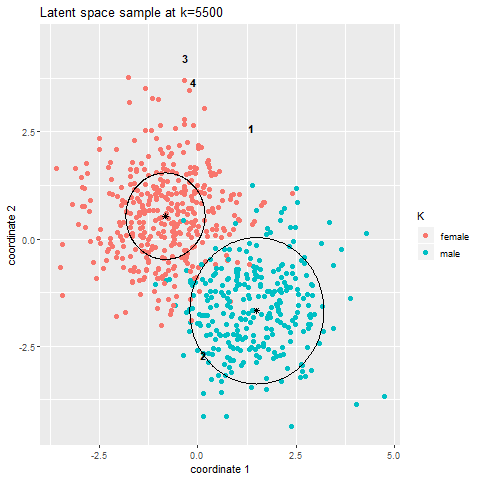 Latent space sample at k=5500
3
4
1
2
*
*
2.5
0.0
-2.5
coordinate 2
-2.5
0.0
2.5
5.0
coordinate 1
K
female
male